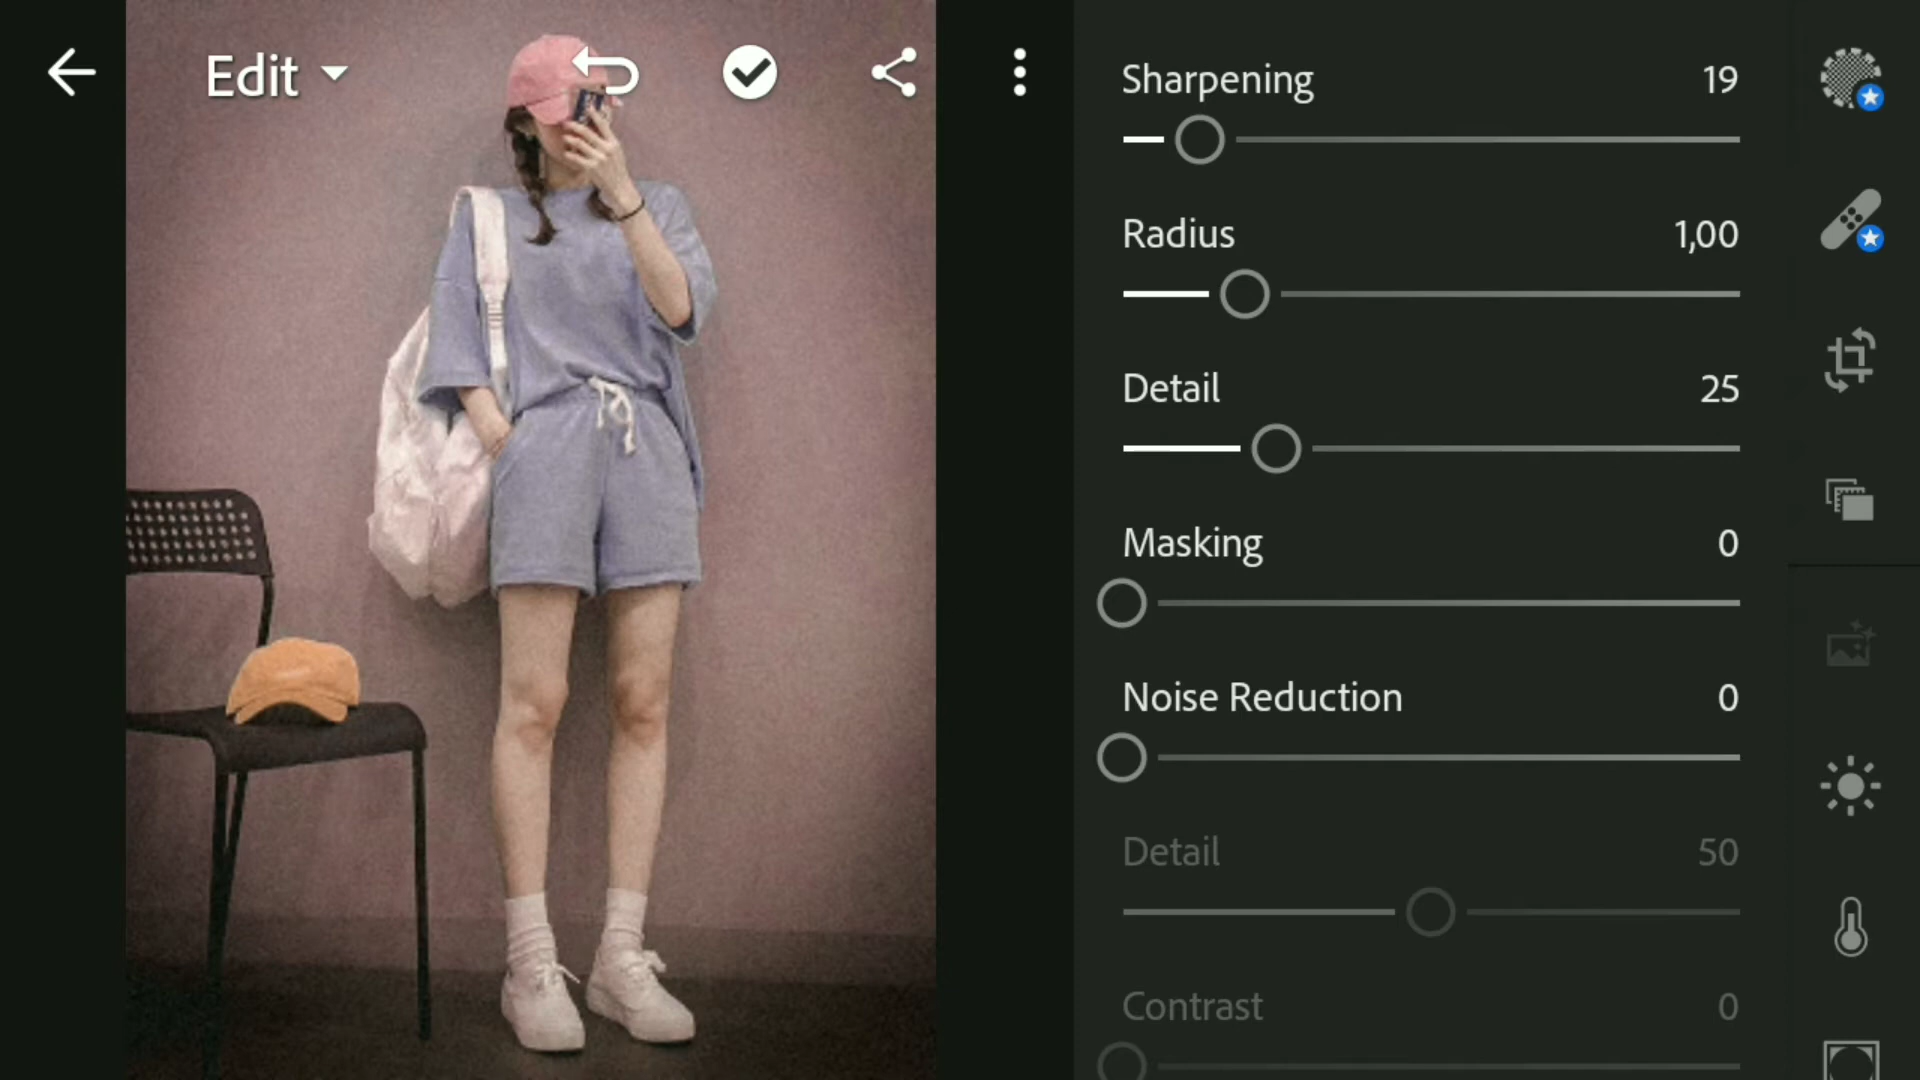 Edit
Sharpening 19
Radius 1,00
Detail 25
Masking 0
Noise Reduction 0
Detail 50
Contrast 0